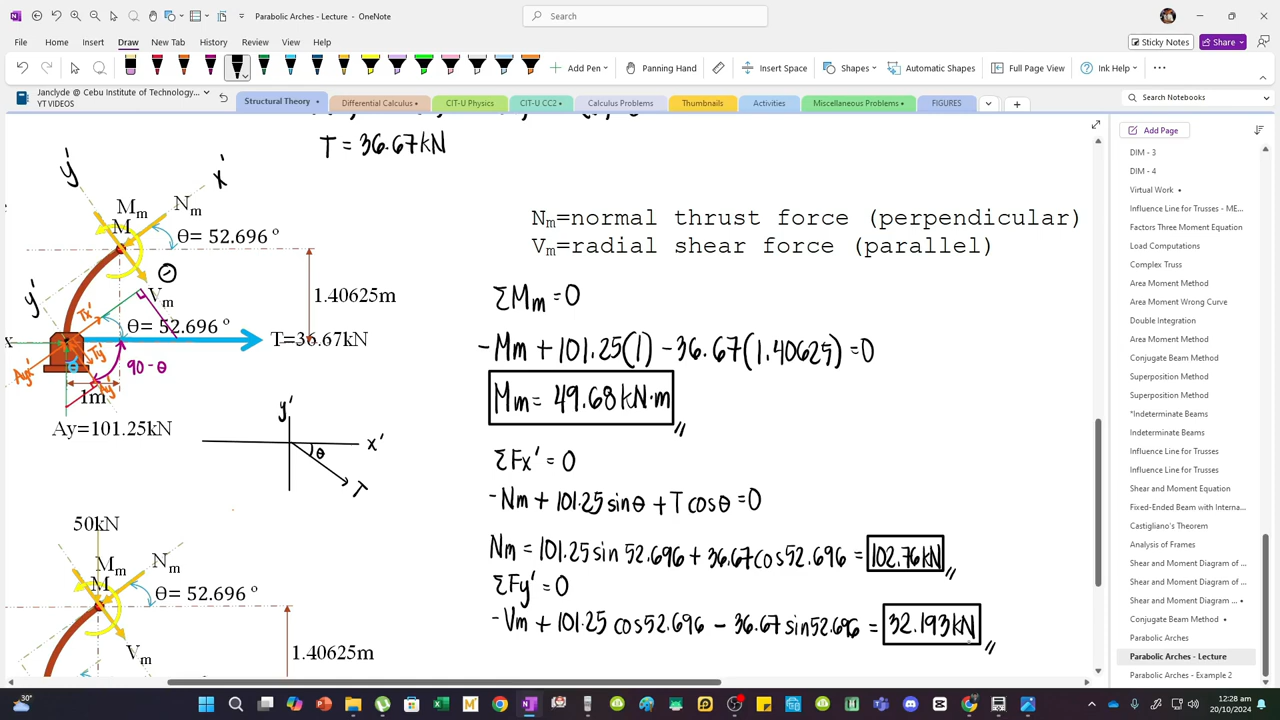 Parabolic Arches - Lecture - OneNote
Search
File Home Insert Draw New Tab History Review View Help
Sticky Notes Share
Add Pen Panning Hand Insert Space Shapes Automatic Shapes Full Page View Ink Help
Janclyde @ Cebu Institute of Technology...
YT VIDEOS
Structural Theory Differential Calculus CIT-U Physics CIT-U CC2 Calculus Problems Thumbnails Activities Miscellaneous Problems FIGURES
Search Notebooks
Add Page
DIM - 3
DIM - 4
Virtual Work
Influence Line for Trusses - ME...
Factors Three Moment Equation
Load Computations
Complex Truss
Area Moment Method
Area Moment Wrong Curve
Double Integration
Area Moment Method
Conjugate Beam Method
Superposition Method
Superposition Method
*Indeterminate Beams
Indeterminate Beams
Influence Line for Trusses
Influence Line for Trusses
Shear and Moment Equation
Fixed-Ended Beam with Interna...
Castigliano's Theorem
Analysis of Frames
Shear and Moment Diagram of ...
Shear and Moment Diagram of ...
Shear and Moment Diagram ...
Conjugate Beam Method
Parabolic Arches
Parabolic Arches - Lecture
Parabolic Arches - Example 2
T = 36.67kN
y'
x'
Mm
Nm
M
θ= 52.696 º
Vm
1.40625m
y'
Tx'
θ= 52.696 º
x
T=36.67kN
Ty'
θ
90 - θ
Ay'
Ay'
1m
Ay=101.25kN
y'
x'
θ
T
50kN
Mm
Nm
M
θ= 52.696 º
Vm
1.40625m
Nm=normal thrust force (perpendicular)
Vm=radial shear force (parallel)
ΣMm = 0
-Mm + 101.25(1) - 36.67(1.40625) = 0
Mm = 49.68 kN·m
ΣFx' = 0
-Nm + 101.25 sinθ + T cosθ = 0
Nm = 101.25 sin 52.696 + 36.67 cos 52.696 = 102.76kN
ΣFy' = 0
-Vm + 101.25 cos 52.696 - 36.67 sin 52.696 = 32.193kN
30°
12:28 am
20/10/2024